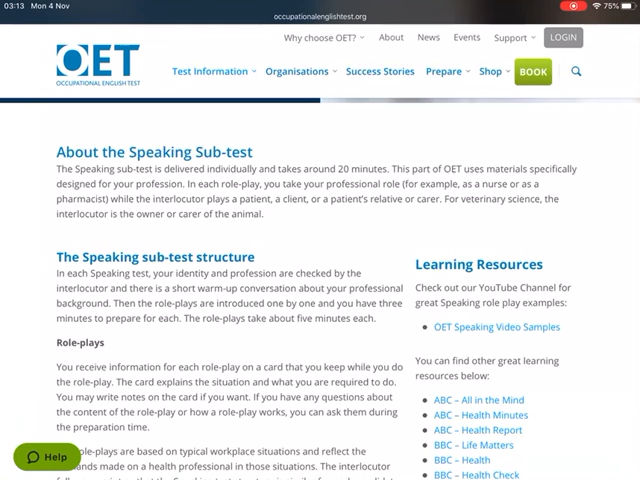 03:13 Mon 4 Nov
75%
occupationalenglishtest.org
Why choose OET? About News Events Support LOGIN
OET
OCCUPATIONAL ENGLISH TEST
Test Information Organisations Success Stories Prepare Shop BOOK
About the Speaking Sub-test
The Speaking sub-test is delivered individually and takes around 20 minutes. This part of OET uses materials specifically
designed for your profession. In each role-play, you take your professional role (for example, as a nurse or as a
pharmacist) while the interlocutor plays a patient, a client, or a patient's relative or carer. For veterinary science, the
interlocutor is the owner or carer of the animal.
The Speaking sub-test structure
In each Speaking test, your identity and profession are checked by the
interlocutor and there is a short warm-up conversation about your professional
background. Then the role-plays are introduced one by one and you have three
minutes to prepare for each. The role-plays take about five minutes each.
Role-plays
You receive information for each role-play on a card that you keep while you do
the role-play. The card explains the situation and what you are required to do.
You may write notes on the card if you want. If you have any questions about
the content of the role-play or how a role-play works, you can ask them during
the preparation time.
ole-plays are based on typical workplace situations and reflect the
ands made on a health professional in those situations. The interlocutor
Help
Learning Resources
Check out our YouTube Channel for
great Speaking role play examples:
OET Speaking Video Samples
You can find other great learning
resources below:
ABC – All in the Mind
ABC – Health Minutes
ABC – Health Report
BBC – Life Matters
BBC – Health
BBC – Health Check